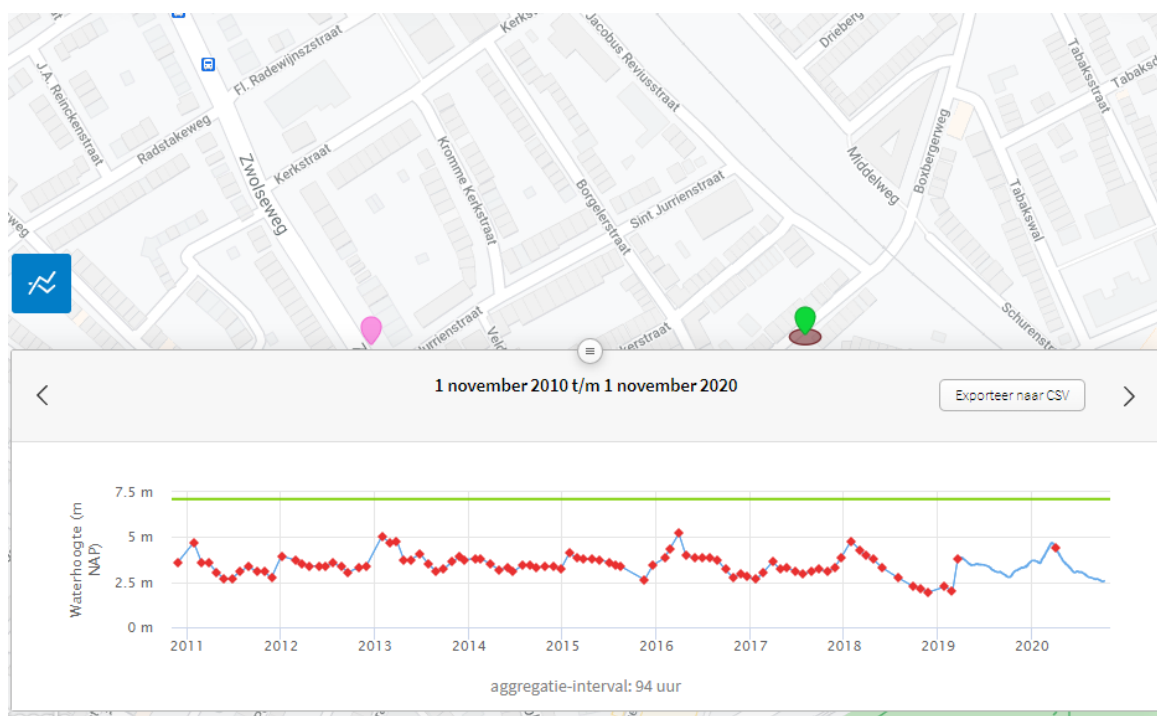 Kerks
Jacobus Reviusstraat
Drieberg
Tabaksstraat
Tabaksd
J.A. Reinckenstraat
Fl. Radewijnszstraat
Radstakeweg
Kerkstraat
Zwolseweg
Kromme Kerkstraat
Borgelerstraat
Sint Jurrienstraat
Middelweg
Boxbergerweg
Tabakswal
weg
Schurenstr
Jurrienstraat
kerstraat
1 november 2010 t/m 1 november 2020
Exporteer naar CSV
Waterhoogte (m
NAP)
7.5 m
5 m
2.5 m
0 m
2011 2012 2013 2014 2015 2016 2017 2018 2019 2020
aggregatie-interval: 94 uur